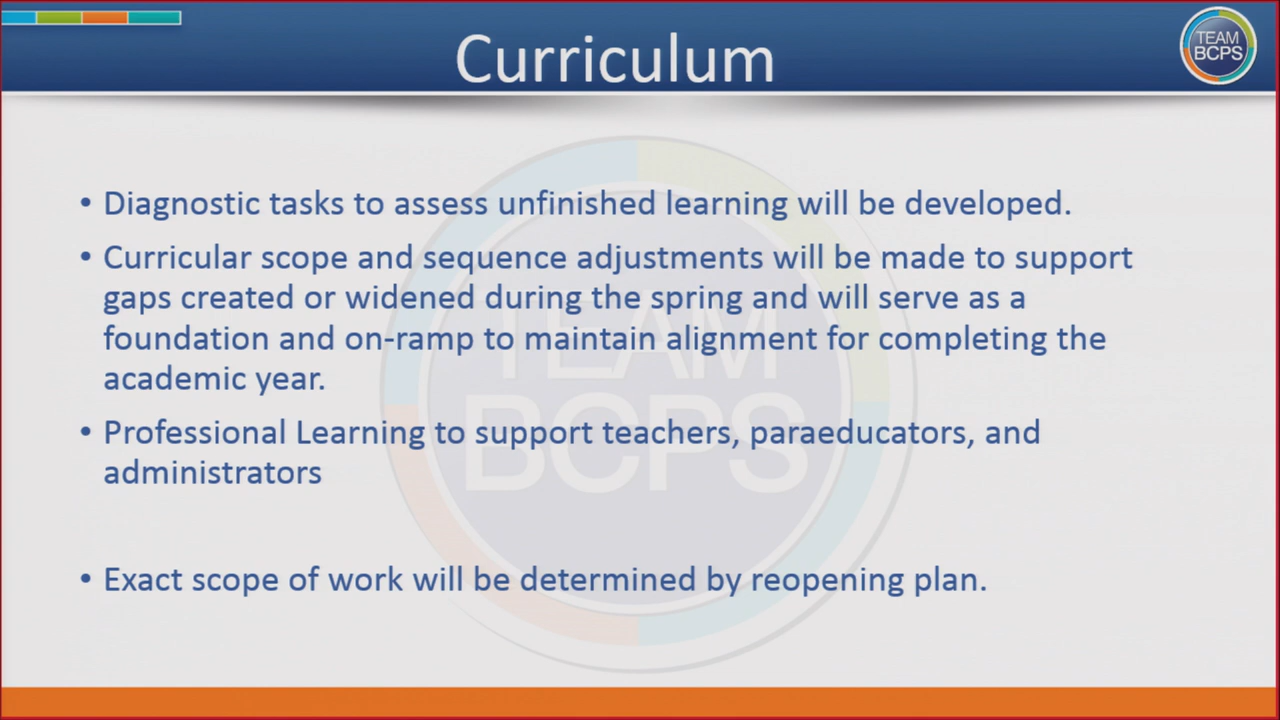 Curriculum
TEAM
BCPS
• Diagnostic tasks to assess unfinished learning will be developed.
• Curricular scope and sequence adjustments will be made to support
gaps created or widened during the spring and will serve as a
foundation and on-ramp to maintain alignment for completing the
academic year.
• Professional Learning to support teachers, paraeducators, and
administrators
• Exact scope of work will be determined by reopening plan.
TEAM
BCPS